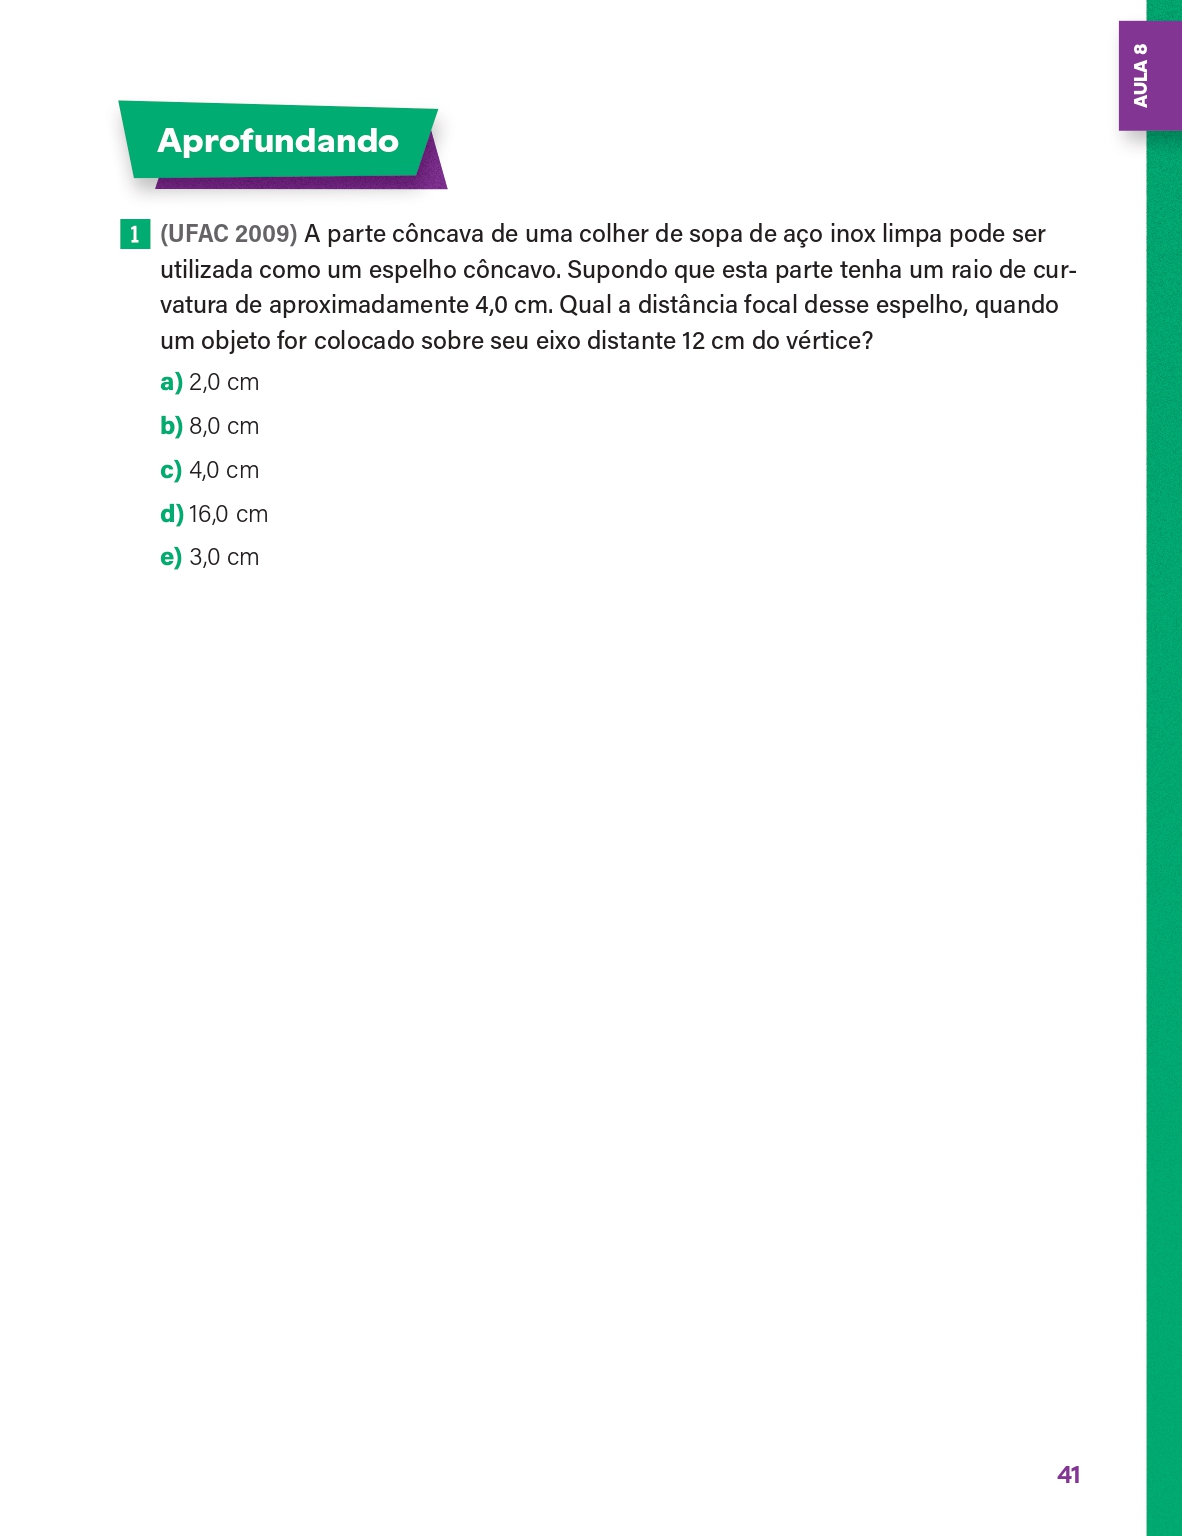 AULA 8
Aprofundando
1 (UFAC 2009) A parte côncava de uma colher de sopa de aço inox limpa pode ser
utilizada como um espelho côncavo. Supondo que esta parte tenha um raio de cur-
vatura de aproximadamente 4,0 cm. Qual a distância focal desse espelho, quando
um objeto for colocado sobre seu eixo distante 12 cm do vértice?
a) 2,0 cm
b) 8,0 cm
c) 4,0 cm
d) 16,0 cm
e) 3,0 cm
41